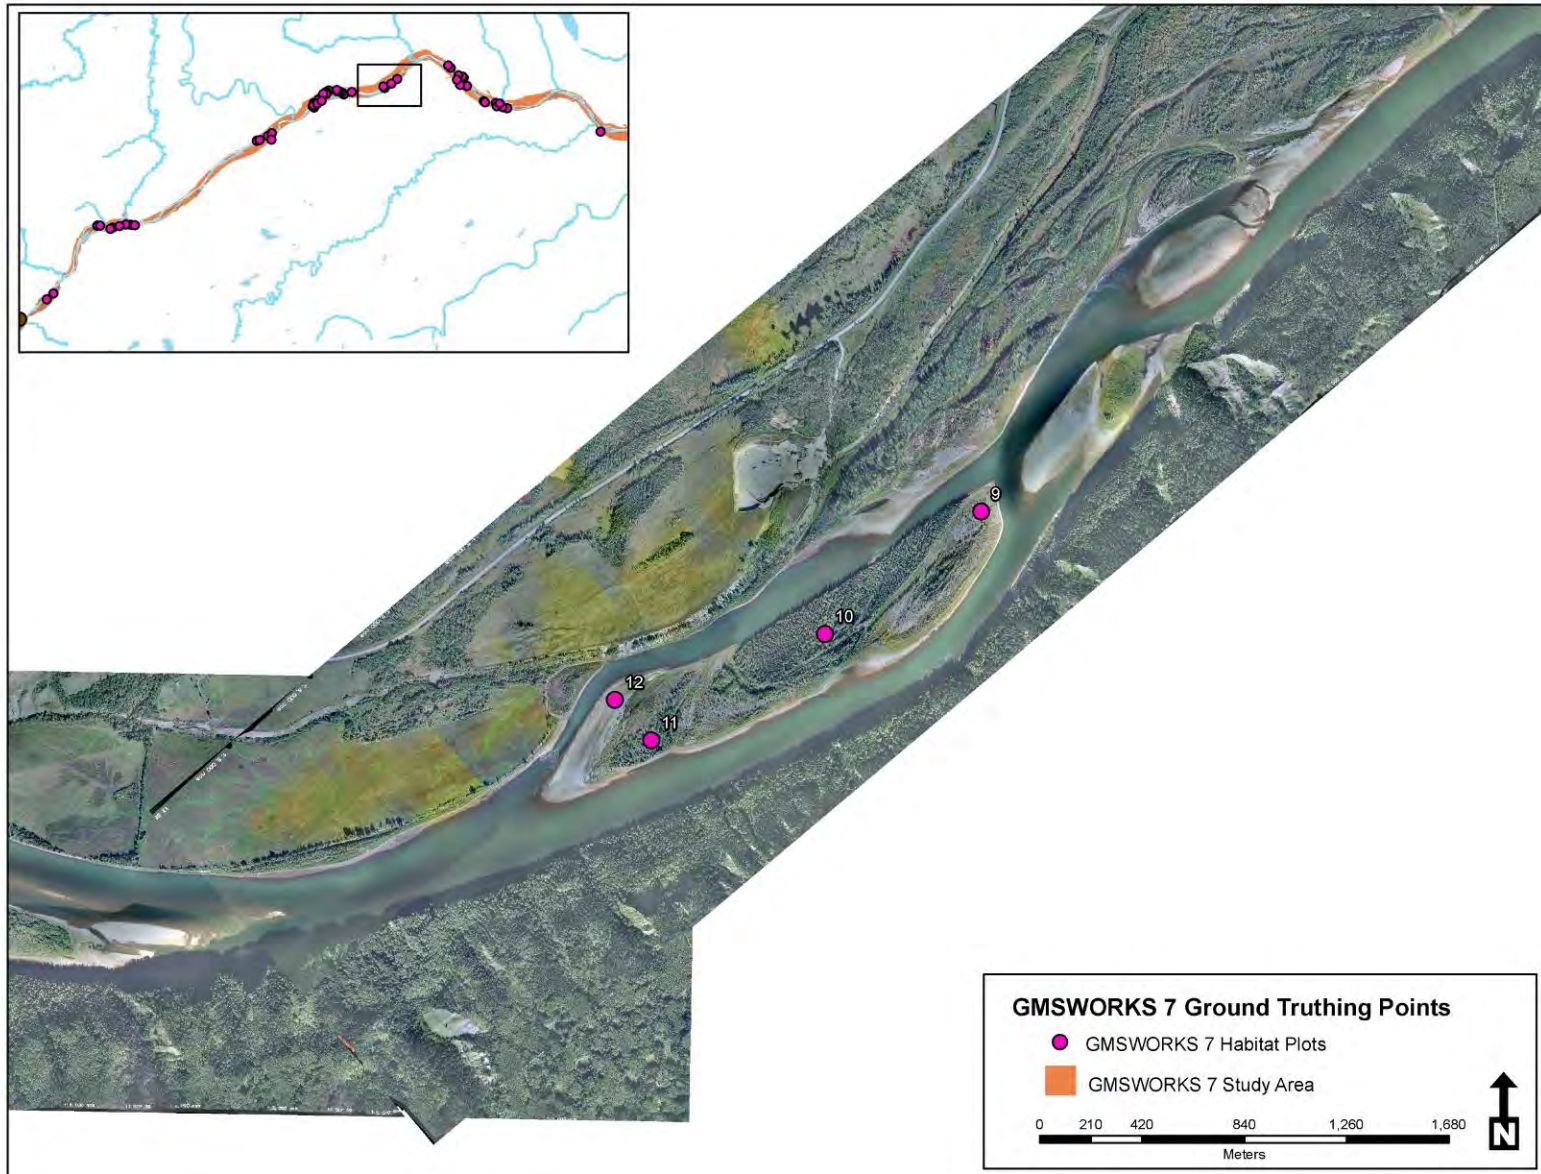 9
10
12
11
GMSWORKS 7 Ground Truthing Points
GMSWORKS 7 Habitat Plots
GMSWORKS 7 Study Area
0 210 420 840 1,260 1,680
Meters
N